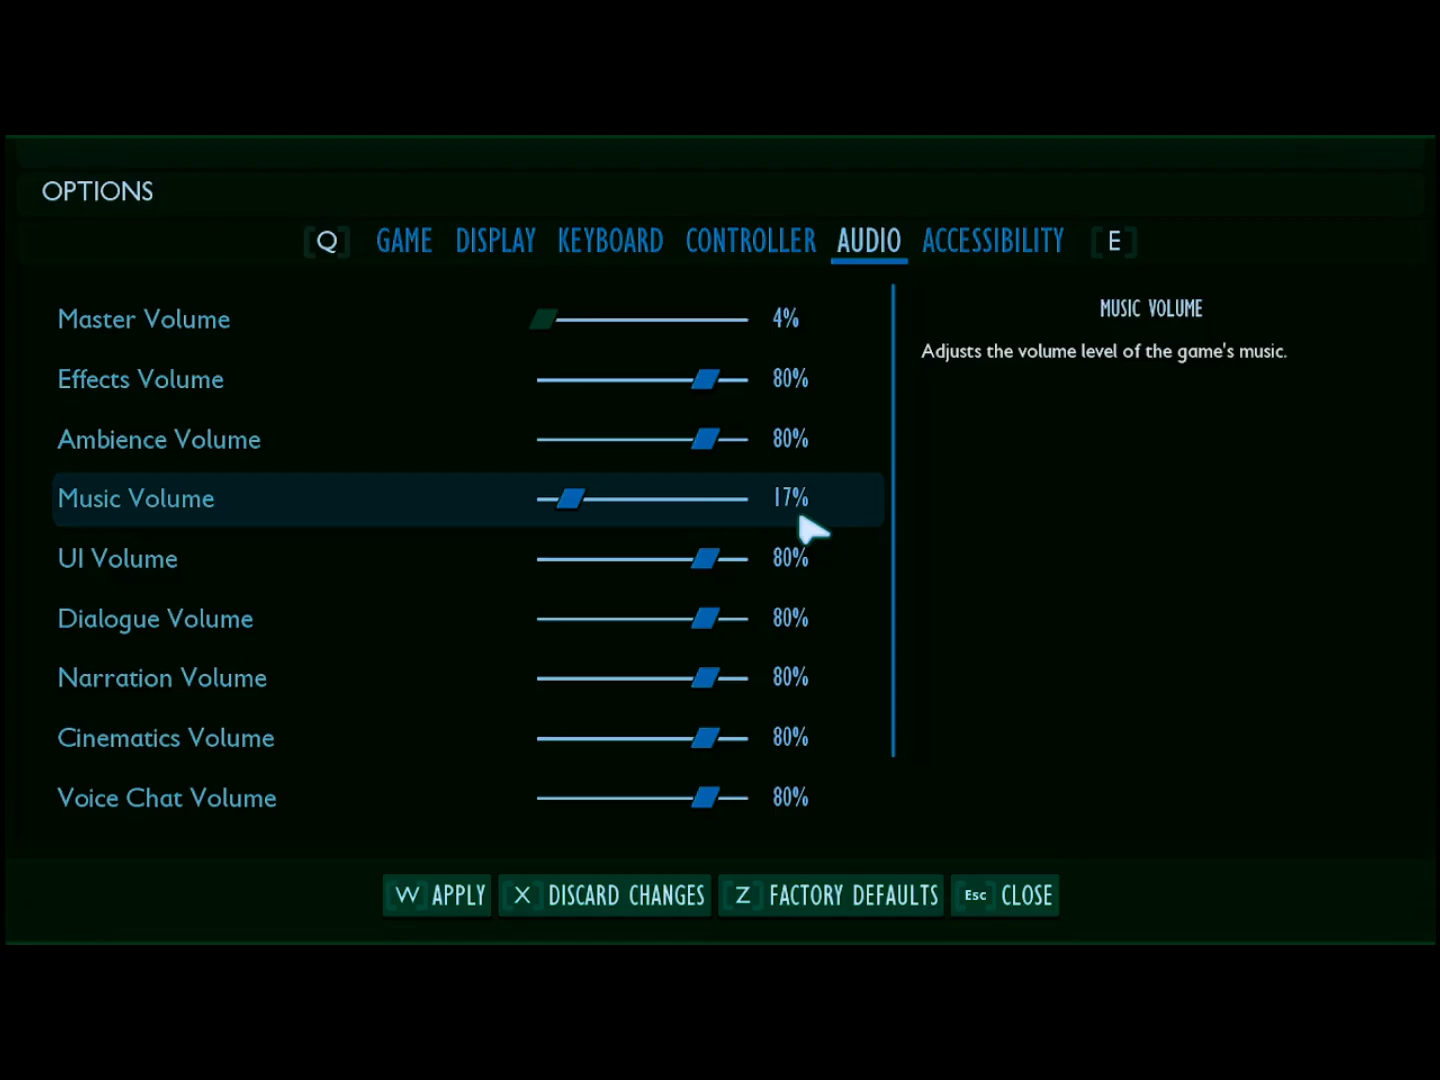 OPTIONS
Q GAME DISPLAY KEYBOARD CONTROLLER AUDIO ACCESSIBILITY E
Master Volume 4%
Effects Volume 80%
Ambience Volume 80%
Music Volume 17%
UI Volume 80%
Dialogue Volume 80%
Narration Volume 80%
Cinematics Volume 80%
Voice Chat Volume 80%
MUSIC VOLUME
Adjusts the volume level of the game's music.
W APPLY X DISCARD CHANGES Z FACTORY DEFAULTS Esc CLOSE